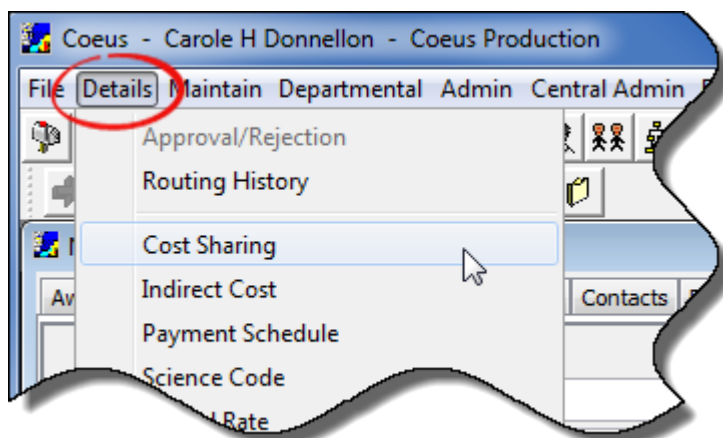 Coeus - Carole H Donnellon - Coeus Production
File Details Maintain Departmental Admin Central Admin
Approval/Rejection
Routing History
Cost Sharing
Indirect Cost
Contacts
Payment Schedule
Science Code
Rate